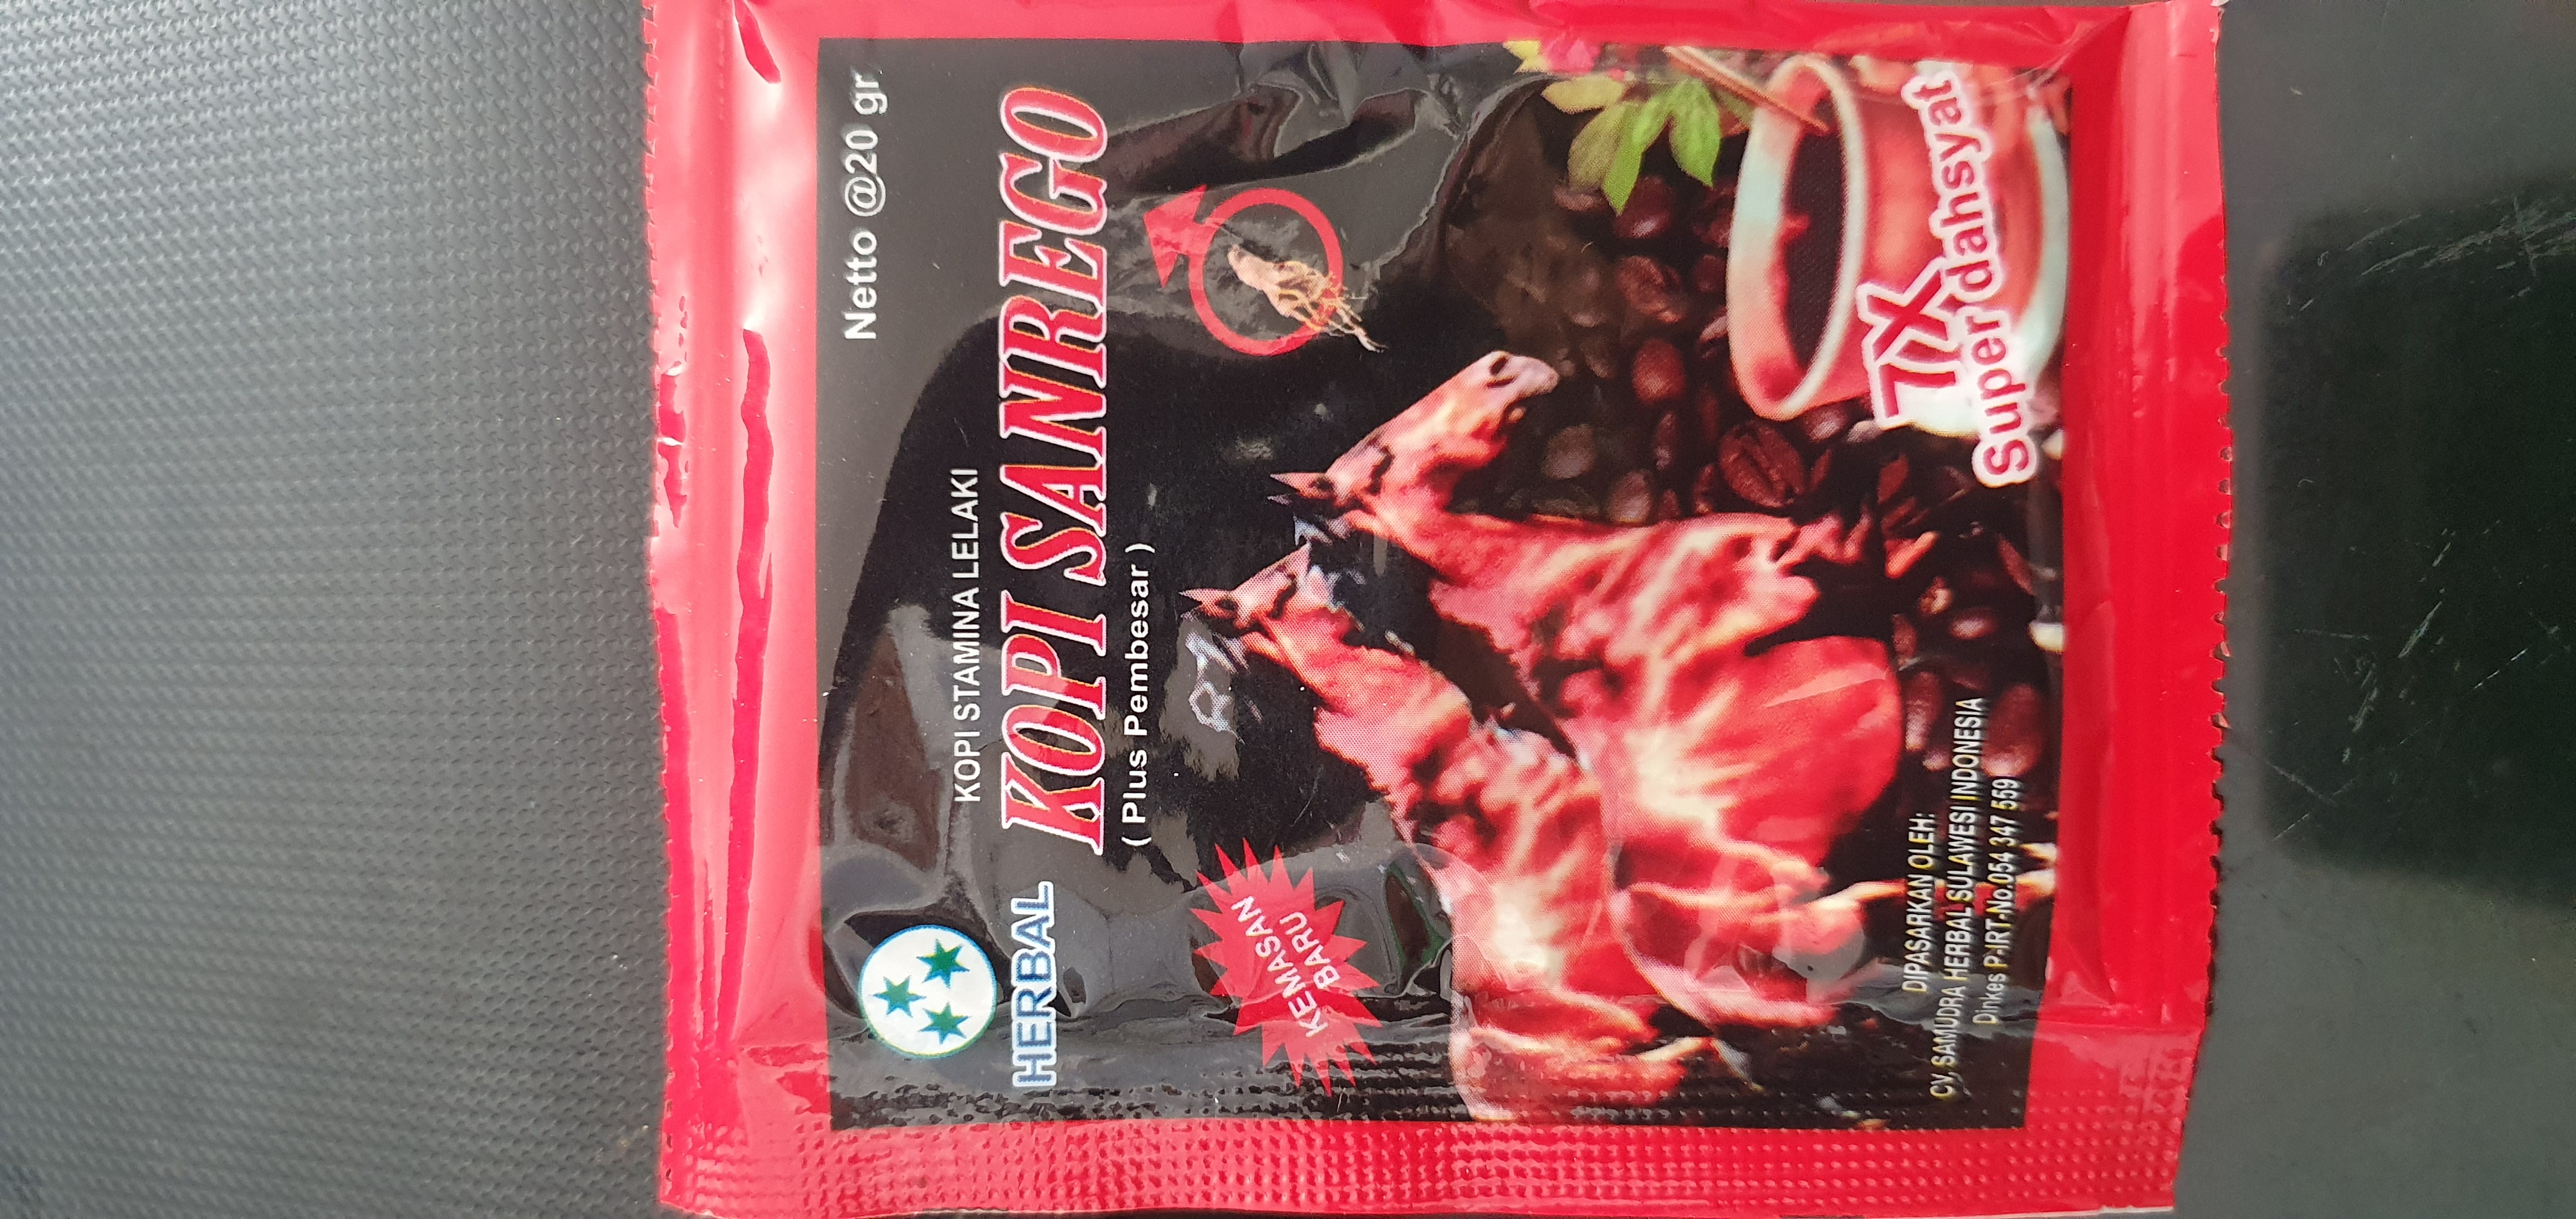 Netto @20 gr
HERBAL
KOPI STAMINA LELAKI
KOPI SANREGO
( Plus Pembesar )
KEMASAN
BARU
7X
Super dahsyat
DIPASARKAN OLEH:
CV. SAMUDRA HERBAL SULAWESI INDONESIA
Dinkes P-IRT-No.054 347 559